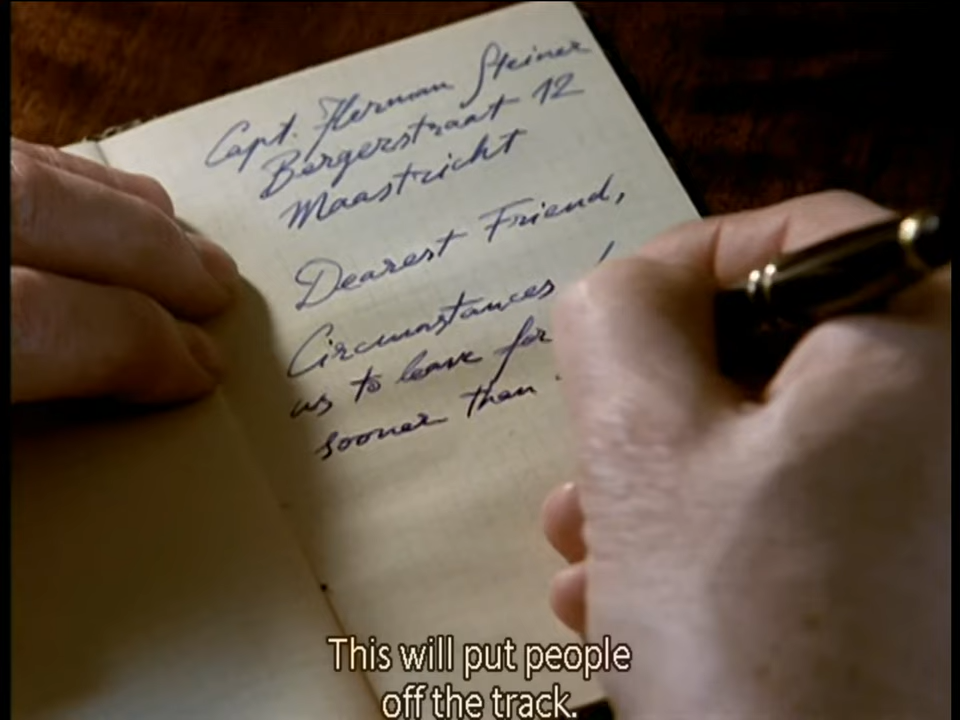 Capt. Herman Steiner
Bergerstraat 12
Maastricht
Dearest Friend,
Circumstances
us to leave for
sooner than
This will put people
off the track.